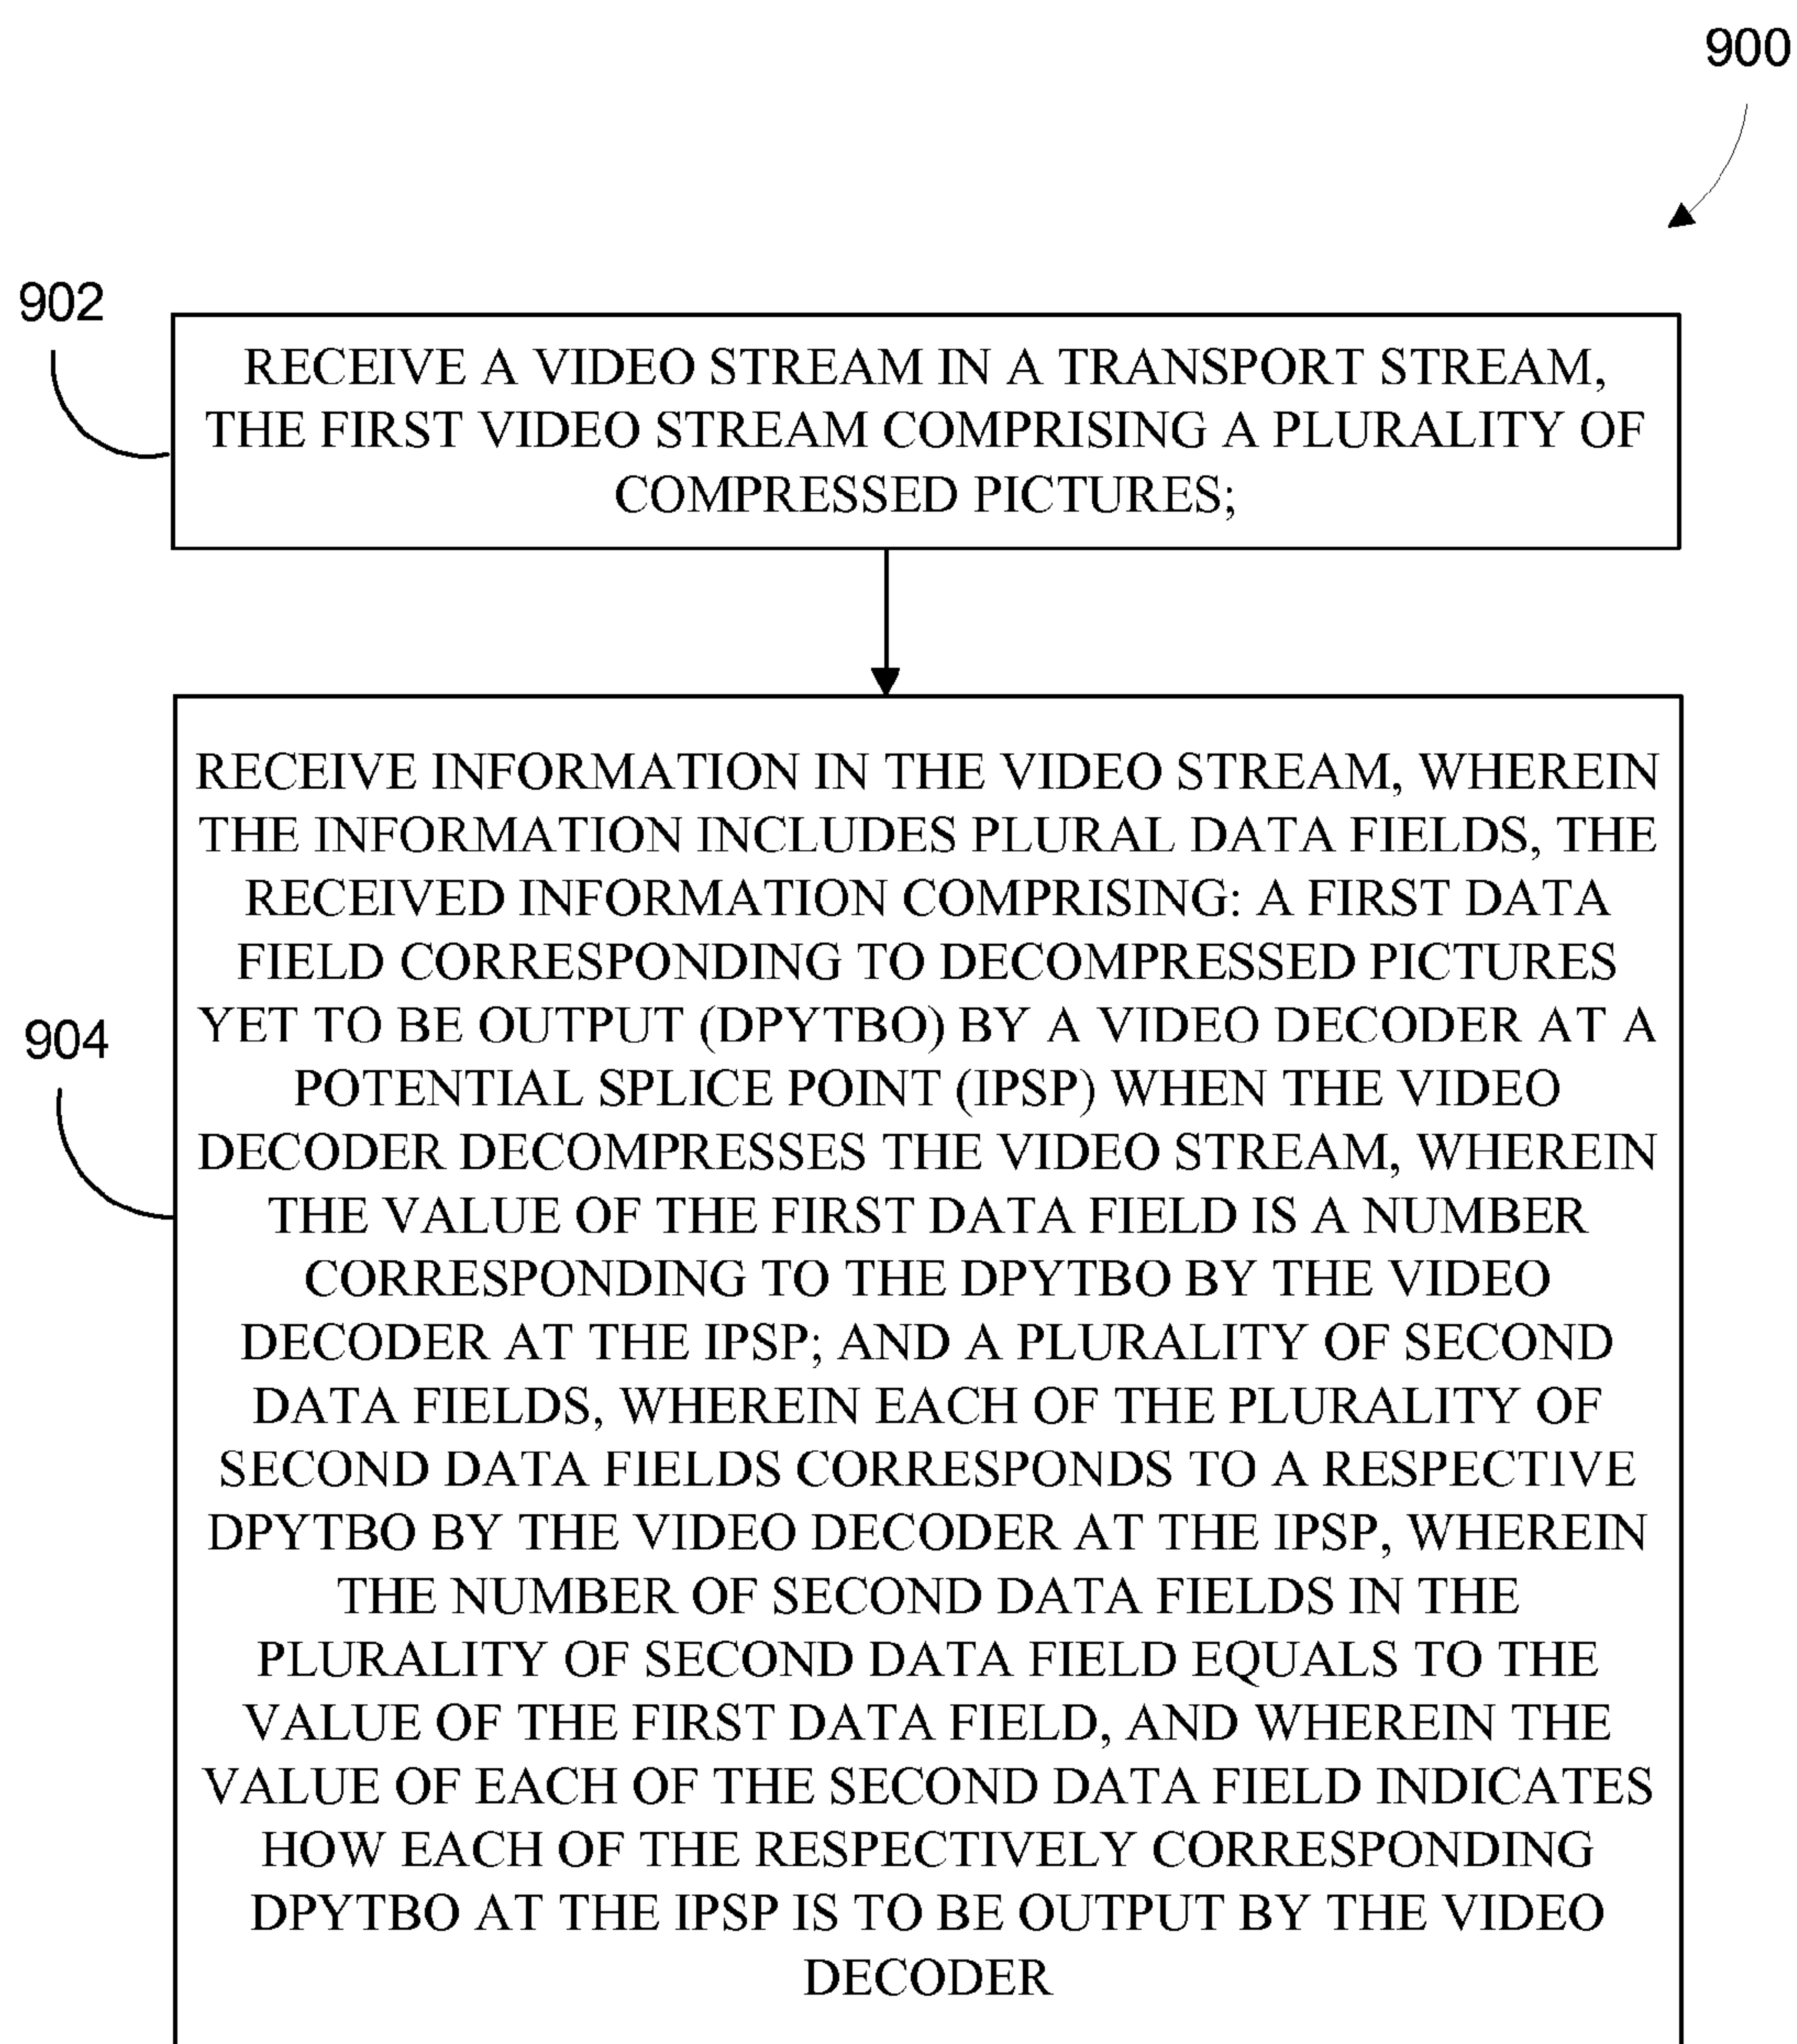 900
902
RECEIVE A VIDEO STREAM IN A TRANSPORT STREAM,
THE FIRST VIDEO STREAM COMPRISING A PLURALITY OF
COMPRESSED PICTURES;
904
RECEIVE INFORMATION IN THE VIDEO STREAM, WHEREIN
THE INFORMATION INCLUDES PLURAL DATA FIELDS, THE
RECEIVED INFORMATION COMPRISING: A FIRST DATA
FIELD CORRESPONDING TO DECOMPRESSED PICTURES
YET TO BE OUTPUT (DPYTBO) BY A VIDEO DECODER AT A
POTENTIAL SPLICE POINT (IPSP) WHEN THE VIDEO
DECODER DECOMPRESSES THE VIDEO STREAM, WHEREIN
THE VALUE OF THE FIRST DATA FIELD IS A NUMBER
CORRESPONDING TO THE DPYTBO BY THE VIDEO
DECODER AT THE IPSP; AND A PLURALITY OF SECOND
DATA FIELDS, WHEREIN EACH OF THE PLURALITY OF
SECOND DATA FIELDS CORRESPONDS TO A RESPECTIVE
DPYTBO BY THE VIDEO DECODER AT THE IPSP, WHEREIN
THE NUMBER OF SECOND DATA FIELDS IN THE
PLURALITY OF SECOND DATA FIELD EQUALS TO THE
VALUE OF THE FIRST DATA FIELD, AND WHEREIN THE
VALUE OF EACH OF THE SECOND DATA FIELD INDICATES
HOW EACH OF THE RESPECTIVELY CORRESPONDING
DPYTBO AT THE IPSP IS TO BE OUTPUT BY THE VIDEO
DECODER